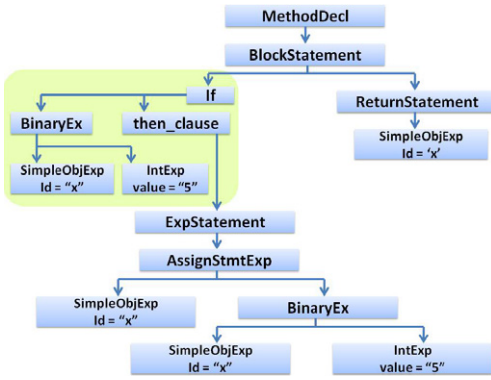 MethodDecl
BlockStatement
If
ReturnStatement
BinaryEx
then_clause
SimpleObjExp
Id = 'x'
SimpleObjExp
Id = "x"
IntExp
value = "5"
ExpStatement
AssignStmtExp
SimpleObjExp
Id = "x"
BinaryEx
SimpleObjExp
Id = "x"
IntExp
value = "5"